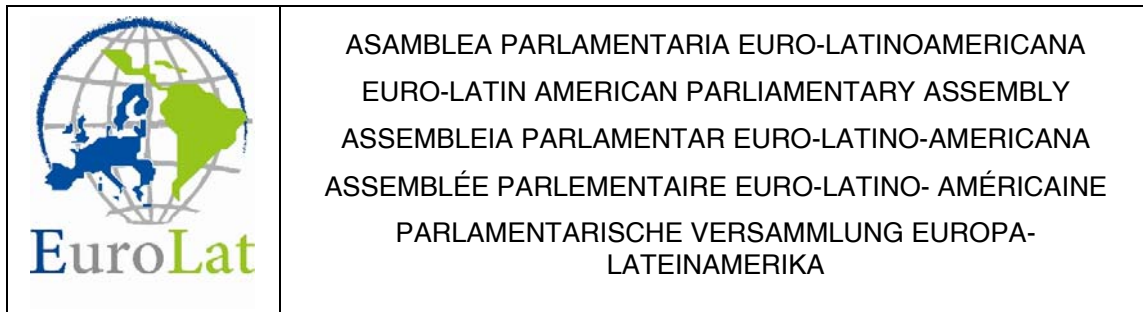 EuroLat
ASAMBLEA PARLAMENTARIA EURO-LATINOAMERICANA
EURO-LATIN AMERICAN PARLIAMENTARY ASSEMBLY
ASSEMBLEIA PARLAMENTAR EURO-LATINO-AMERICANA
ASSEMBLÉE PARLEMENTAIRE EURO-LATINO- AMÉRICAINE
PARLAMENTARISCHE VERSAMMLUNG EUROPA-
LATEINAMERIKA